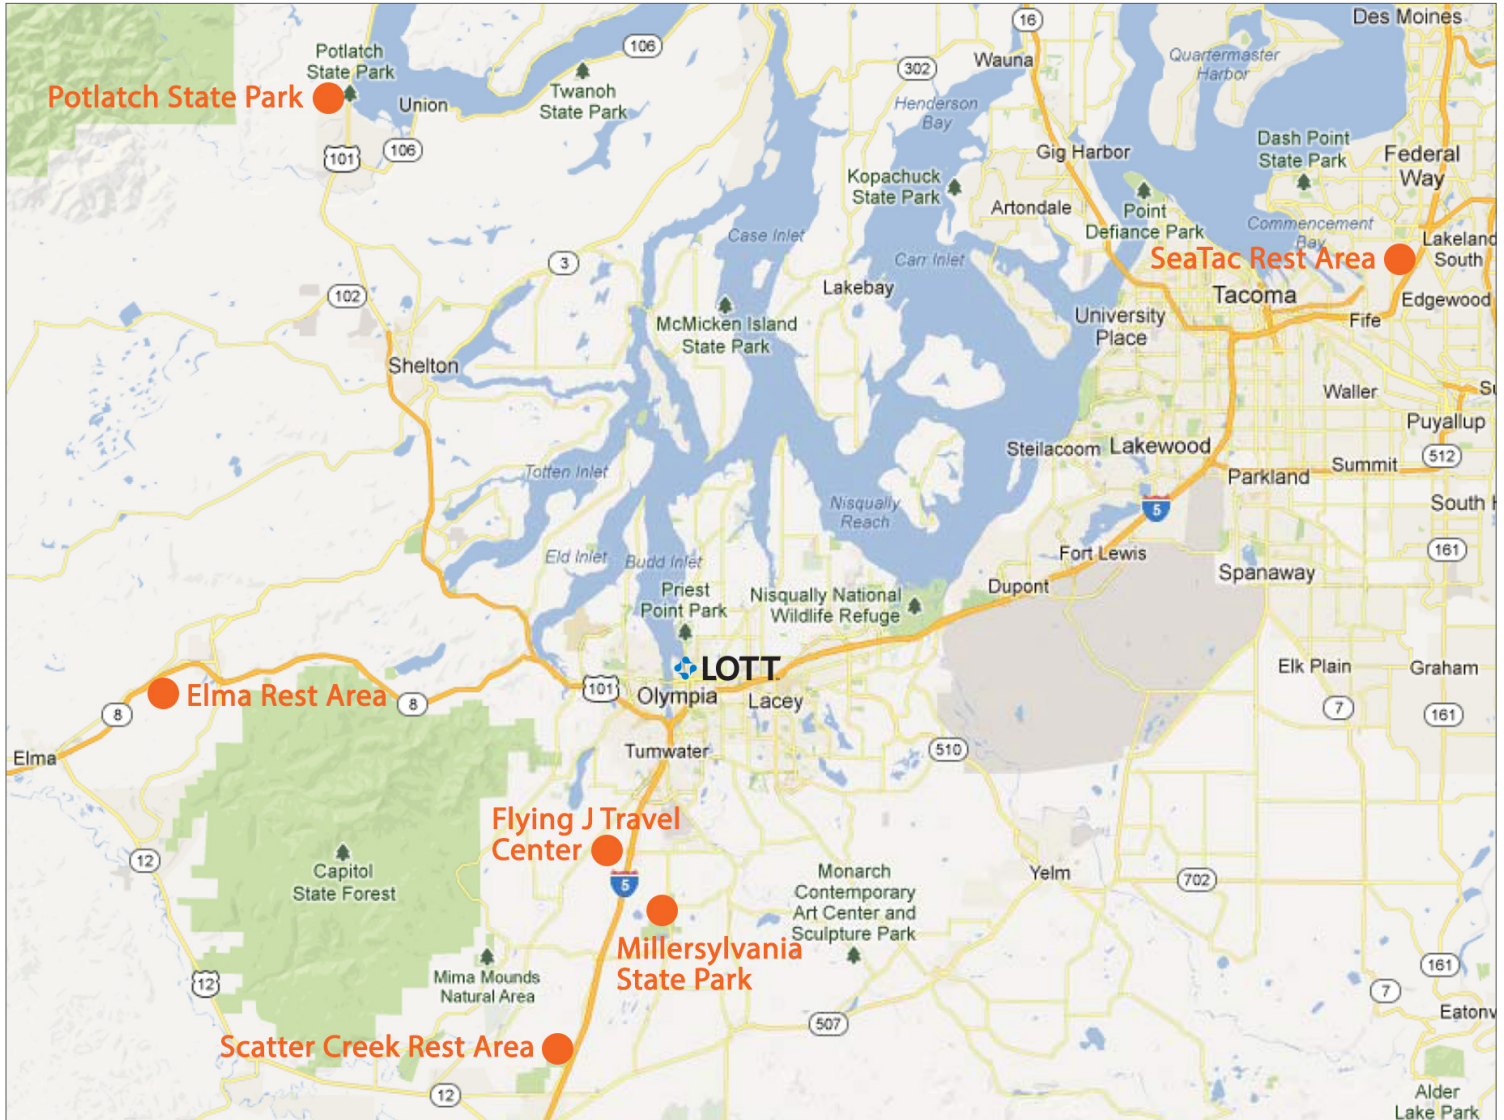 Des Moines
16
106
Potlatch
State Park
Wauna
Quartermaster
Harbor
302
Twanoh
State Park
Potlatch State Park
Union
Henderson
Bay
Dash Point
State Park
101
106
Gig Harbor
Federal
Way
Kopachuck
State Park
Artondale
Point
Defiance Park
Commencement
Bay
Case Inlet
Lakeland
South
3
Carr Inlet
SeaTac Rest Area
Lakebay
102
Tacoma
Edgewood
McMicken Island
State Park
University
Place
Fife
Shelton
Waller
Su
Puyallup
Steilacoom
Lakewood
512
Totten Inlet
Summit
Parkland
Nisqually
Reach
South H
5
Eld Inlet
Budd Inlet
Fort Lewis
161
Spanaway
Dupont
Priest
Point Park
Nisqually National
Wildlife Refuge
LOTT
Elk Plain
Graham
Elma Rest Area
101
Olympia
Lacey
8
8
7
161
Elma
Tumwater
510
Flying J Travel
Center
12
Capitol
State Forest
5
Monarch
Contemporary
Art Center and
Sculpture Park
Yelm
702
Millersylvania
State Park
12
Mima Mounds
Natural Area
161
7
Eatonv
507
Scatter Creek Rest Area
12
Alder
Lake Park